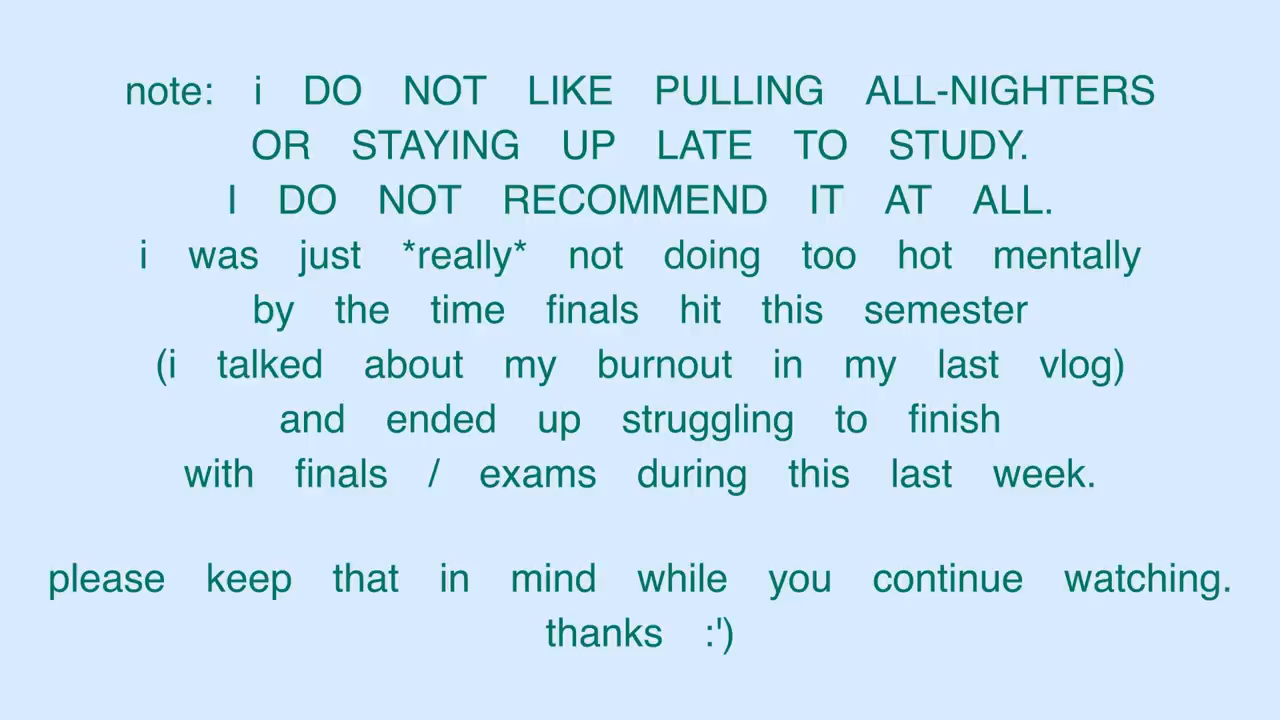 note: i DO NOT LIKE PULLING ALL-NIGHTERS
OR STAYING UP LATE TO STUDY.
I DO NOT RECOMMEND IT AT ALL.
i was just *really* not doing too hot mentally
by the time finals hit this semester
(i talked about my burnout in my last vlog)
and ended up struggling to finish
with finals / exams during this last week.
please keep that in mind while you continue watching.
thanks :')